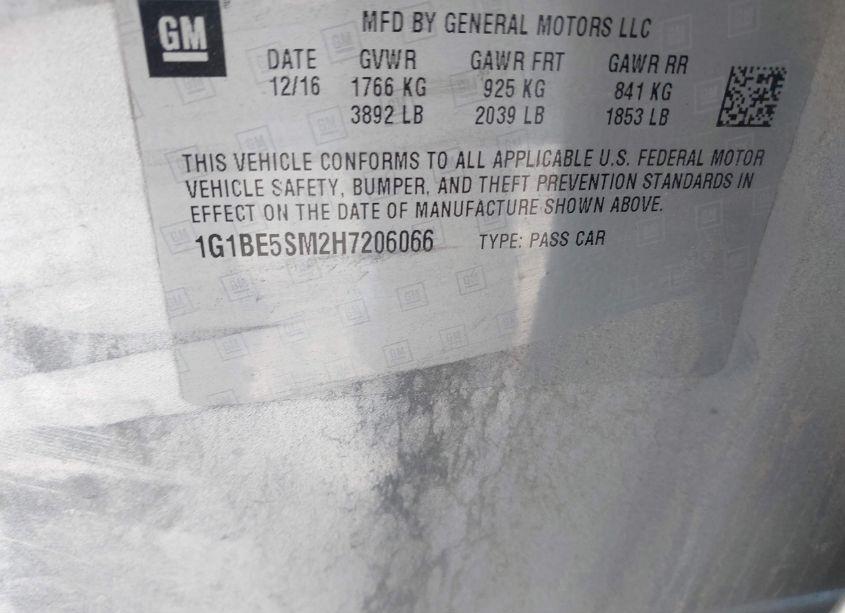 GM
MFD BY GENERAL MOTORS LLC
DATE GVWR GAWR FRT GAWR RR
12/16 1766 KG 925 KG 841 KG
3892 LB 2039 LB 1853 LB
THIS VEHICLE CONFORMS TO ALL APPLICABLE U.S. FEDERAL MOTOR
VEHICLE SAFETY, BUMPER, AND THEFT PREVENTION STANDARDS IN
EFFECT ON THE DATE OF MANUFACTURE SHOWN ABOVE.
1G1BE5SM2H7206066 TYPE: PASS CAR